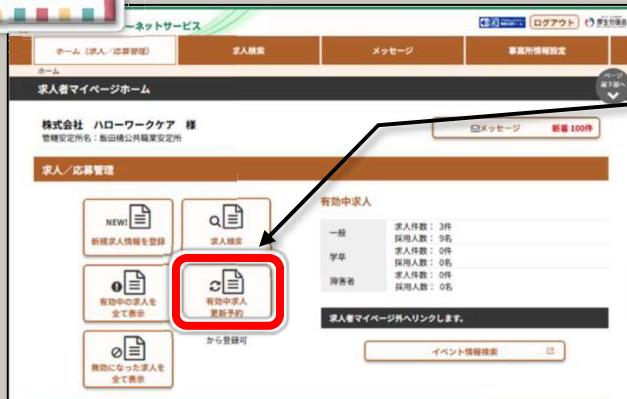 ーネットサービス
ログアウト
ホーム（求人／応募管理）
求人検索
メッセージ
事業所情報設定
ホーム
ページ
最下部へ
求人者マイページホーム
株式会社　ハローワークケア　様
管轄安定所名：飯田橋公共職業安定所
メッセージ　新着 100件
求人／応募管理
NEW!
新規求人情報を登録
求人検索
有効中の求人を
全て表示
有効中求人
更新予約
から登録可
無効になった求人を
全て表示
有効中求人
一般
求人件数： 3件
採用人数： 9名
学卒
求人件数： 0件
採用人数： 0名
障害者
求人件数： 0件
採用人数： 0名
求人者マイページ外へリンクします。
イベント情報検索